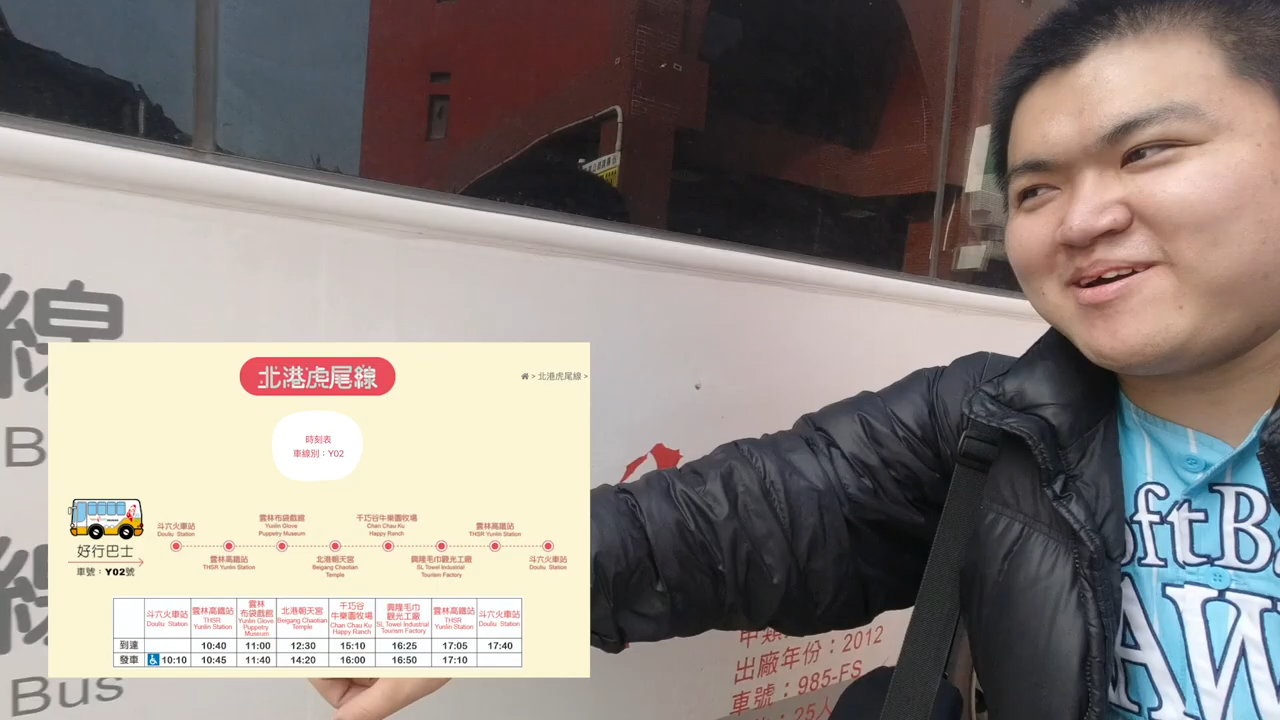 線
B
Bus
北港虎尾線
> 北港虎尾線 >
時刻表
車線別：Y02
好行巴士
車號：Y02號
斗六火車站
Douliu Station
雲林高鐵站
THSR Yunlin Station
雲林布袋戲館
Yunlin Glove
Puppetry Museum
北港朝天宮
Beigang Chaotian
Temple
千巧谷牛樂園牧場
Chan Chau Ku
Happy Ranch
興隆毛巾觀光工廠
SL Towel Industrial
Tourism Factory
雲林高鐵站
THSR Yunlin Station
斗六火車站
Douliu Station
斗六火車站 雲林高鐵站 雲林布袋戲館 北港朝天宮 千巧谷牛樂園牧場 興隆毛巾觀光工廠 雲林高鐵站 斗六火車站
Douliu Station THSR Yunlin Station Yunlin Glove Puppetry Museum Beigang Chaotian Temple Chan Chau Ku Happy Ranch SL Towel Industrial Tourism Factory THSR Yunlin Station Douliu Station
到達 10:40 11:00 12:30 15:10 16:25 17:05 17:40
發車 10:10 10:45 11:40 14:20 16:00 16:50 17:10
出廠年份：2012
車號：985-FS
25人
oftB
AW